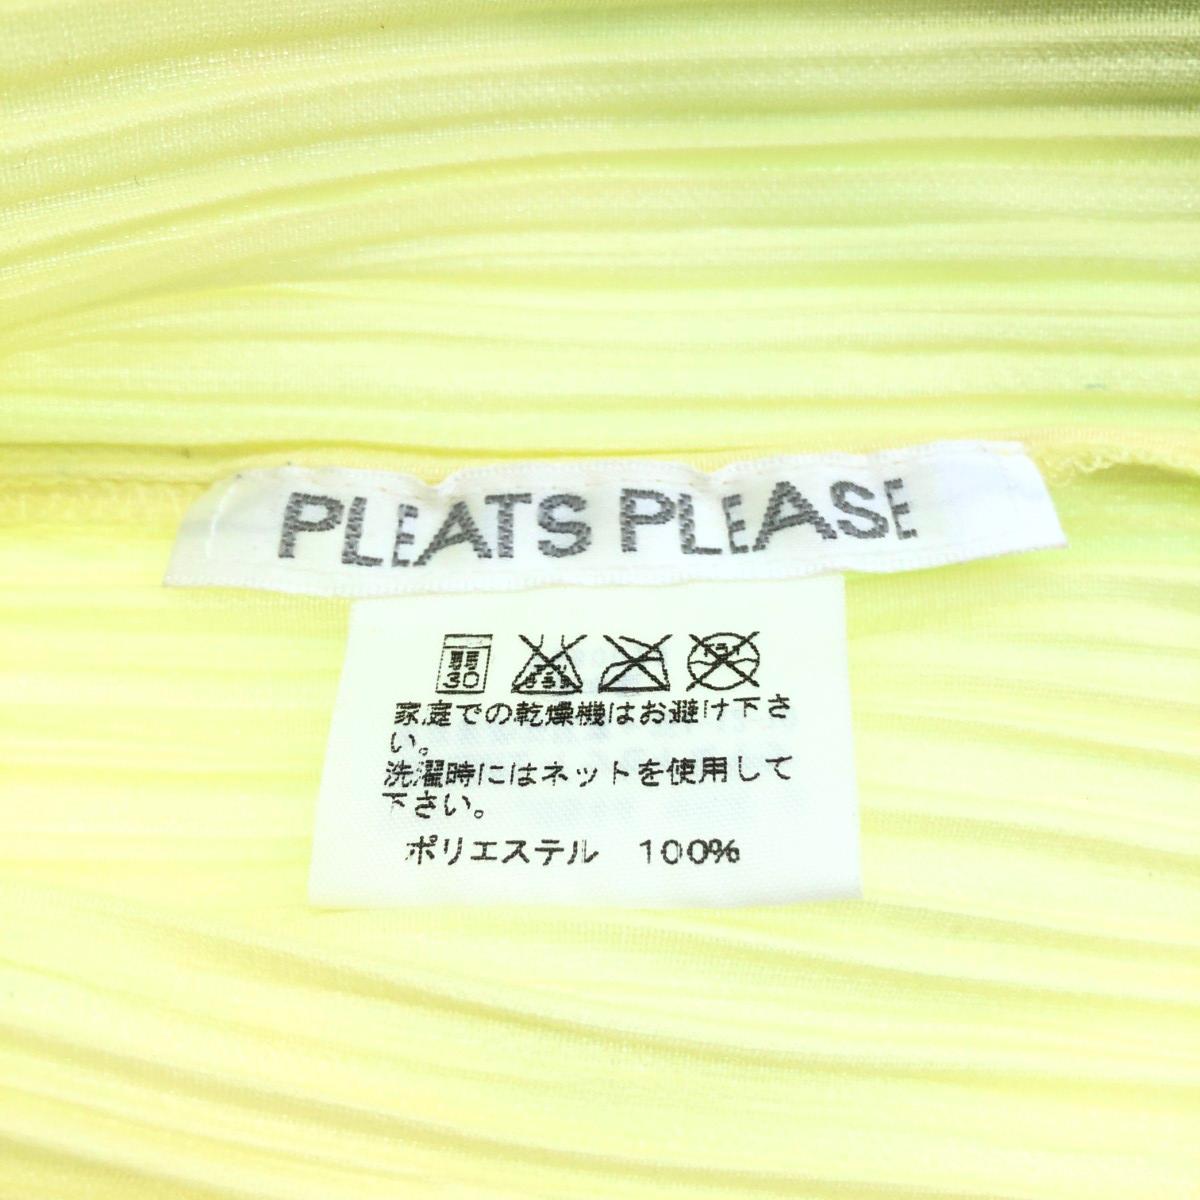 PLEATS PLEASE
弱
30
家庭での乾燥機はお避け下さ
い。
洗濯時にはネットを使用して
下さい。
ポリエステル 100%